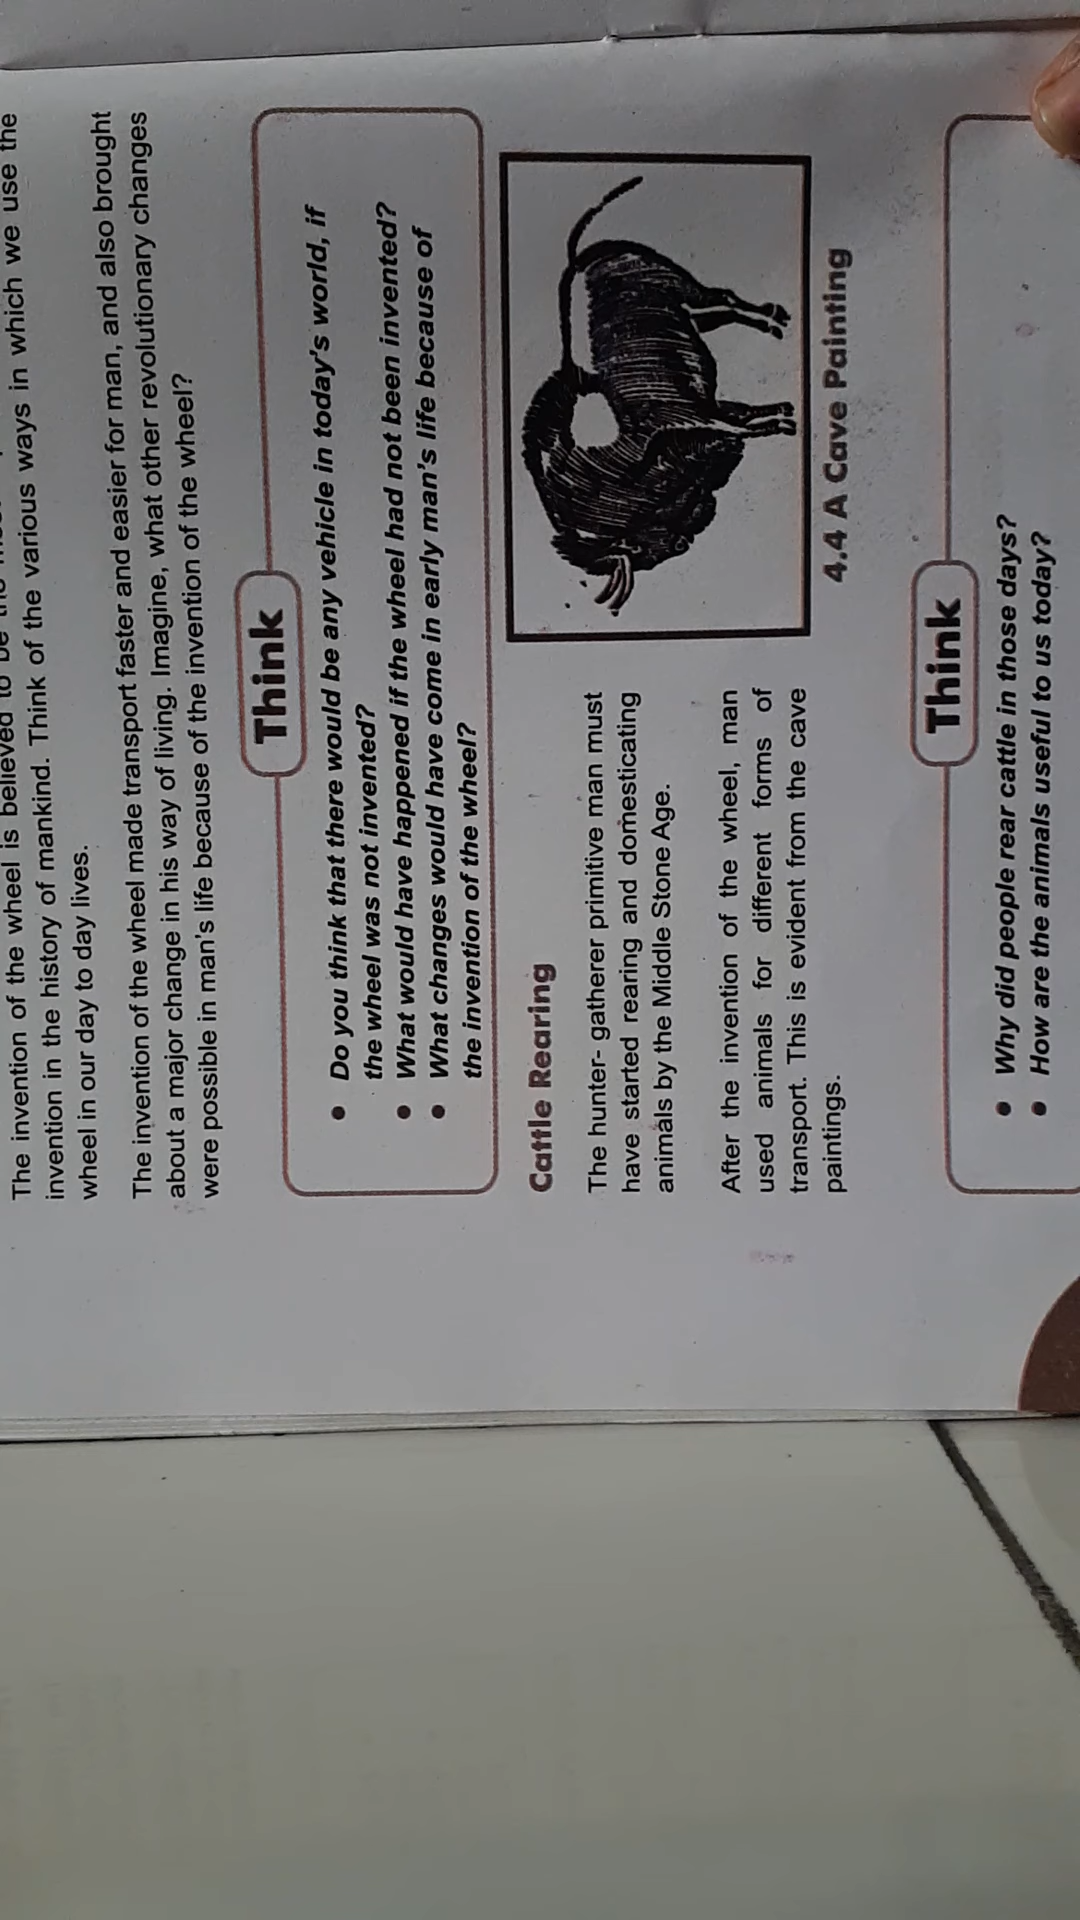 The invention of the wheel is believed to be the
invention in the history of mankind. Think of the various ways in which we use the
wheel in our day to day lives.
The invention of the wheel made transport faster and easier for man, and also brought
about a major change in his way of living. Imagine, what other revolutionary changes
were possible in man's life because of the invention of the wheel?
Think
• Do you think that there would be any vehicle in today's world, if
the wheel was not invented?
• What would have happened if the wheel had not been invented?
• What changes would have come in early man's life because of
the invention of the wheel?
Cattle Rearing
The hunter- gatherer primitive man must
have started rearing and domesticating
animals by the Middle Stone Age.
After the invention of the wheel, man
used animals for different forms of
transport. This is evident from the cave
paintings.
4.4 A Cave Painting
Think
• Why did people rear cattle in those days?
• How are the animals useful to us today?